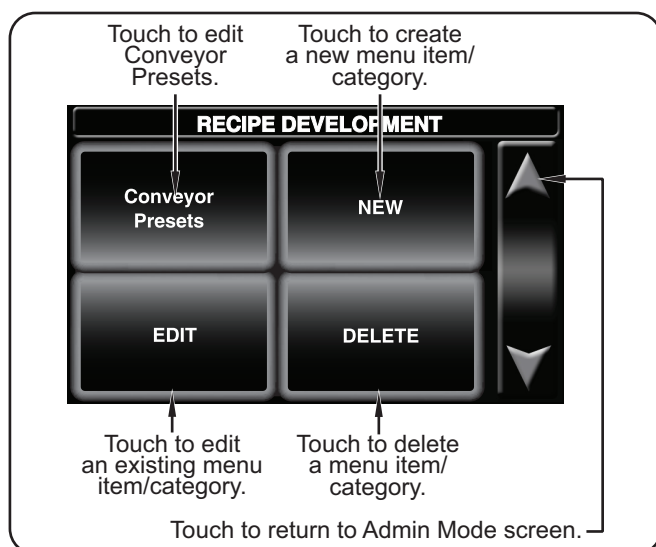 Touch to edit
Conveyor
Presets.
Touch to create
a new menu item/
category.
RECIPE DEVELOPMENT
Conveyor
Presets
NEW
EDIT
DELETE
Touch to edit
an existing menu
item/category.
Touch to delete
a menu item/
category.
Touch to return to Admin Mode screen.